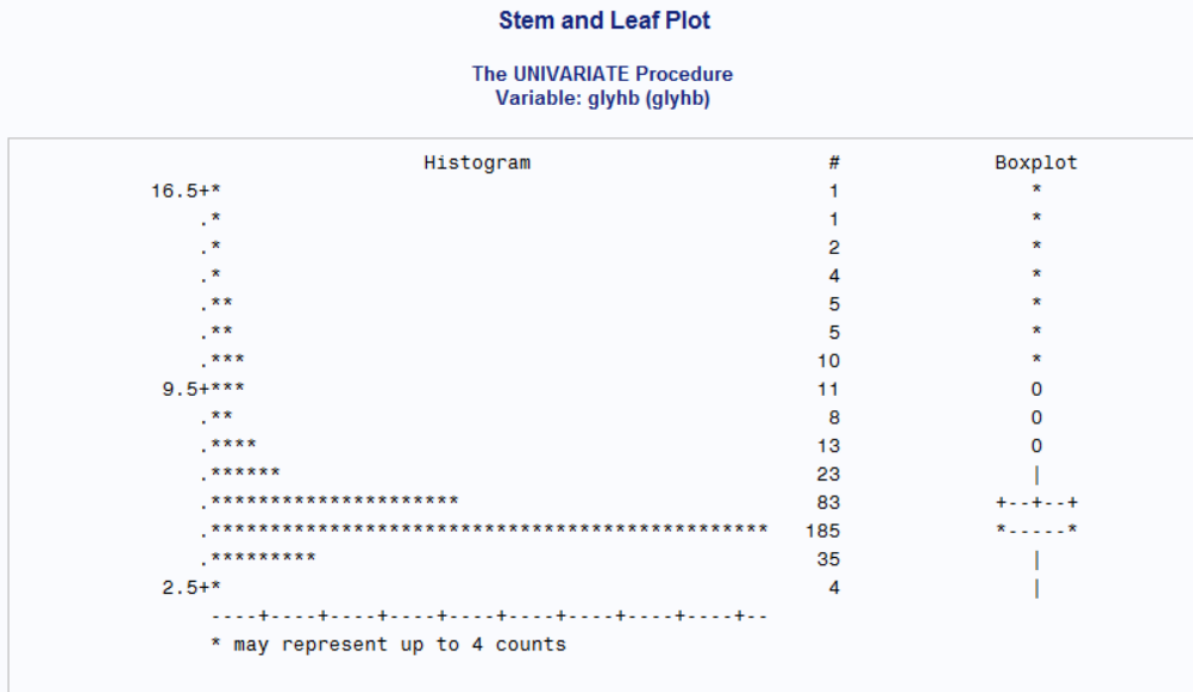 Stem and Leaf Plot
The UNIVARIATE Procedure
Variable: glyhb (glyhb)
Histogram # Boxplot
16.5+* 1 *
.* 1 *
.* 2 *
.* 4 *
.** 5 *
.** 5 *
.*** 10 *
9.5+*** 11 0
.** 8 0
.**** 13 0
.****** 23 |
.********************* 83 +--+--+
.*********************************************** 185 *-----*
.********* 35 |
2.5+* 4 |
----+----+----+----+----+----+----+----+----+--
* may represent up to 4 counts